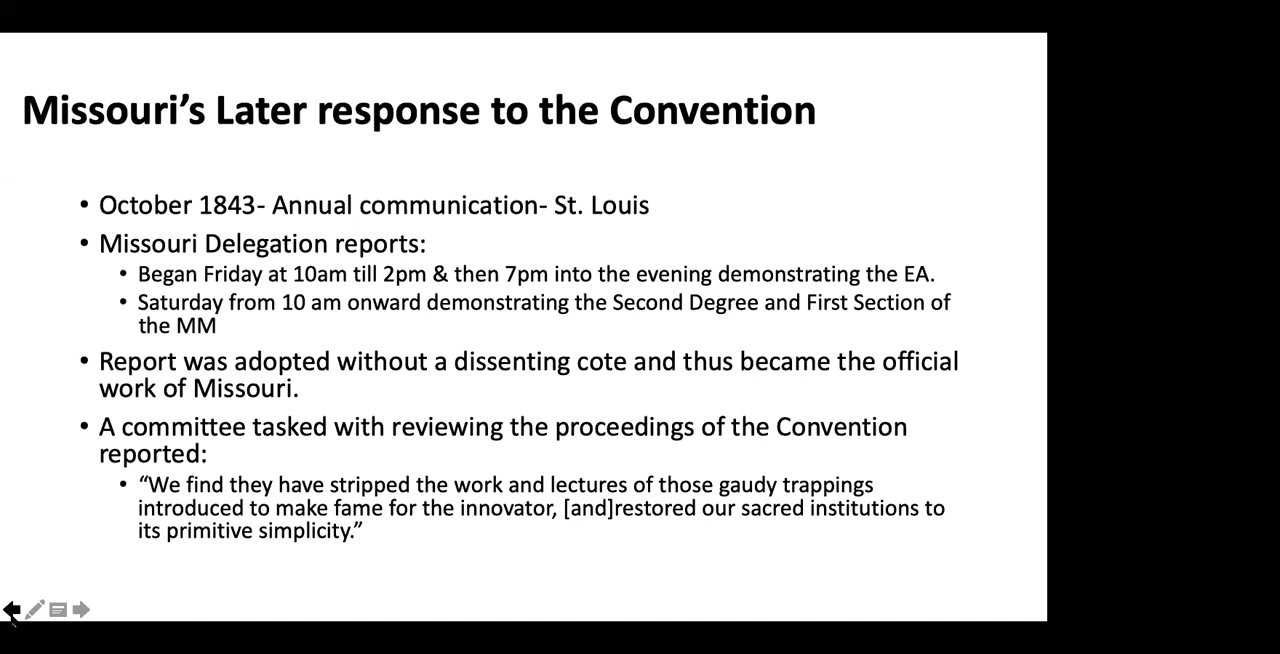 Missouri’s Later response to the Convention
• October 1843- Annual communication- St. Louis
• Missouri Delegation reports:
• Began Friday at 10am till 2pm & then 7pm into the evening demonstrating the EA.
• Saturday from 10 am onward demonstrating the Second Degree and First Section of
the MM
• Report was adopted without a dissenting cote and thus became the official
work of Missouri.
• A committee tasked with reviewing the proceedings of the Convention
reported:
• “We find they have stripped the work and lectures of those gaudy trappings
introduced to make fame for the innovator, [and]restored our sacred institutions to
its primitive simplicity.”